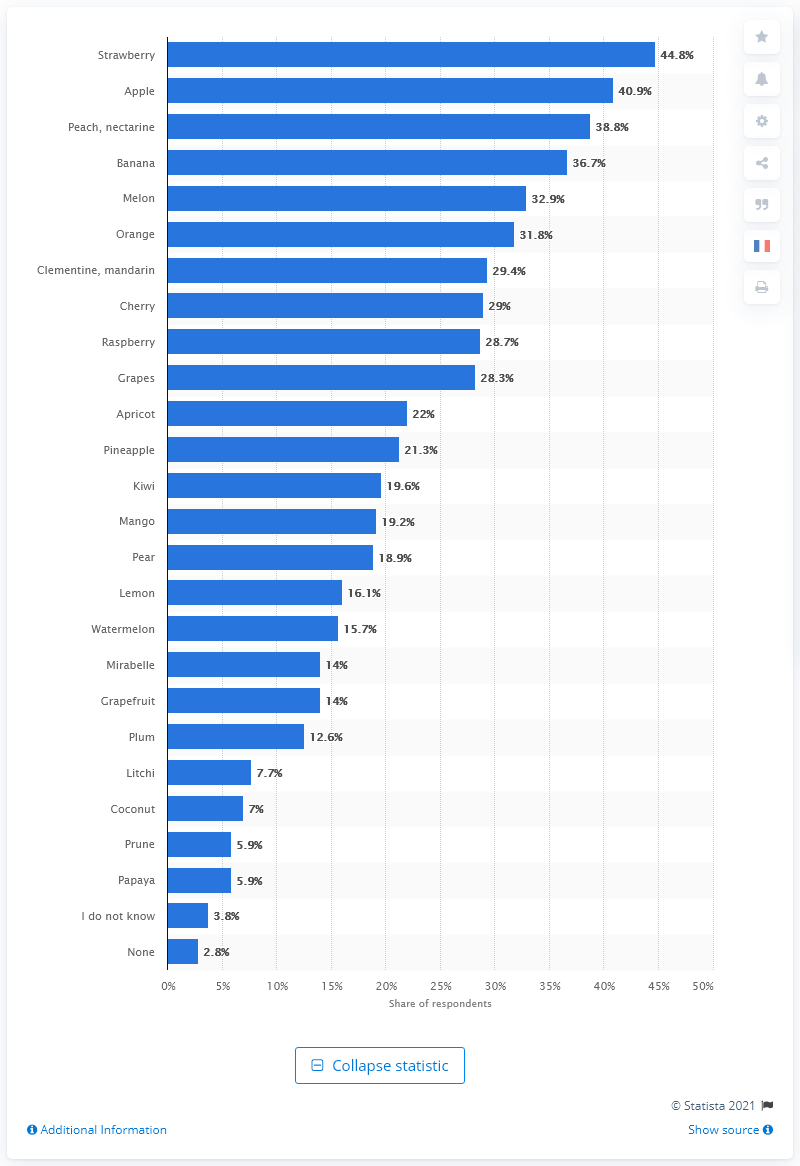 Strawberry 44.8%
Apple 40.9%
Peach, nectarine 38.8%
Banana 36.7%
Melon 32.9%
Orange 31.8%
Clementine, mandarin 29.4%
Cherry 29%
Raspberry 28.7%
Grapes 28.3%
Apricot 22%
Pineapple 21.3%
Kiwi 19.6%
Mango 19.2%
Pear 18.9%
Lemon 16.1%
Watermelon 15.7%
Mirabelle 14%
Grapefruit 14%
Plum 12.6%
Litchi 7.7%
Coconut 7%
Prune 5.9%
Papaya 5.9%
I do not know 3.8%
None 2.8%
0% 5% 10% 15% 20% 25% 30% 35% 40% 45% 50%
Share of respondents
Collapse statistic
© Statista 2021
Additional Information Show source